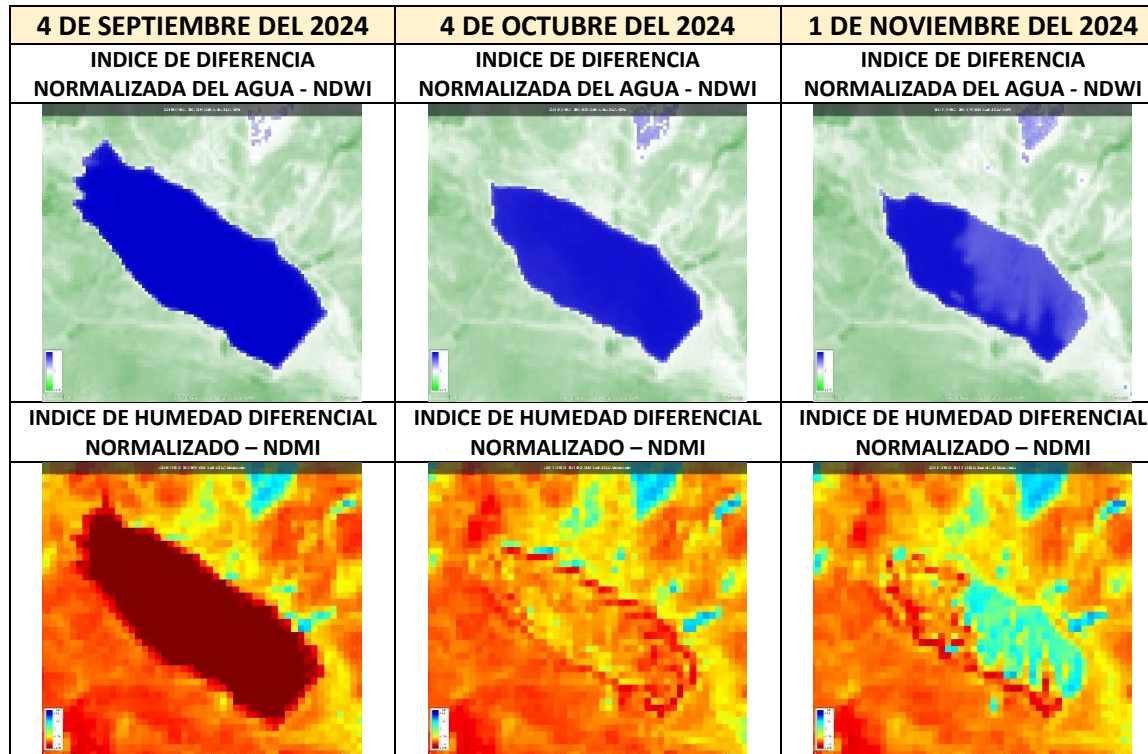 4 DE SEPTIEMBRE DEL 2024
4 DE OCTUBRE DEL 2024
1 DE NOVIEMBRE DEL 2024
INDICE DE DIFERENCIA
NORMALIZADA DEL AGUA - NDWI
INDICE DE DIFERENCIA
NORMALIZADA DEL AGUA - NDWI
INDICE DE DIFERENCIA
NORMALIZADA DEL AGUA - NDWI
INDICE DE HUMEDAD DIFERENCIAL
NORMALIZADO – NDMI
INDICE DE HUMEDAD DIFERENCIAL
NORMALIZADO – NDMI
INDICE DE HUMEDAD DIFERENCIAL
NORMALIZADO – NDMI